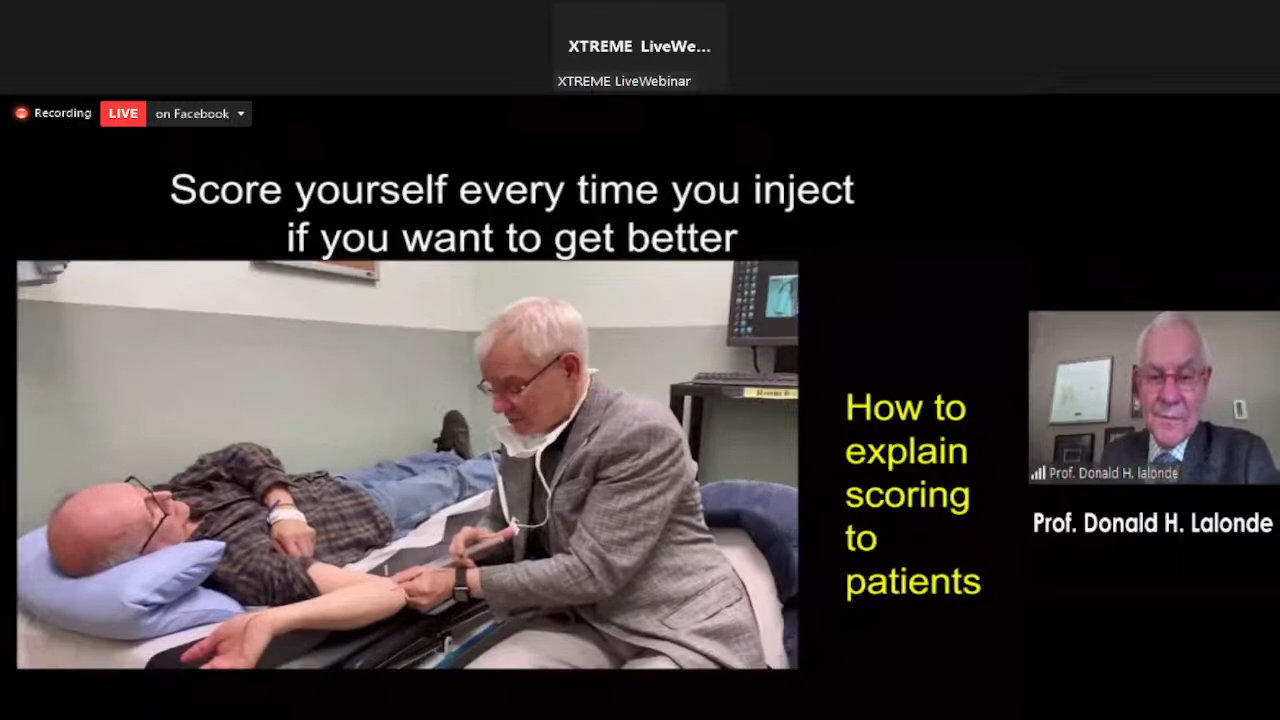 XTREME LiveWe...
XTREME LiveWebinar
Recording
LIVE
on Facebook
Score yourself every time you inject
if you want to get better
How to
explain
scoring
to
patients
Prof. Donald H. lalonde
Prof. Donald H. Lalonde